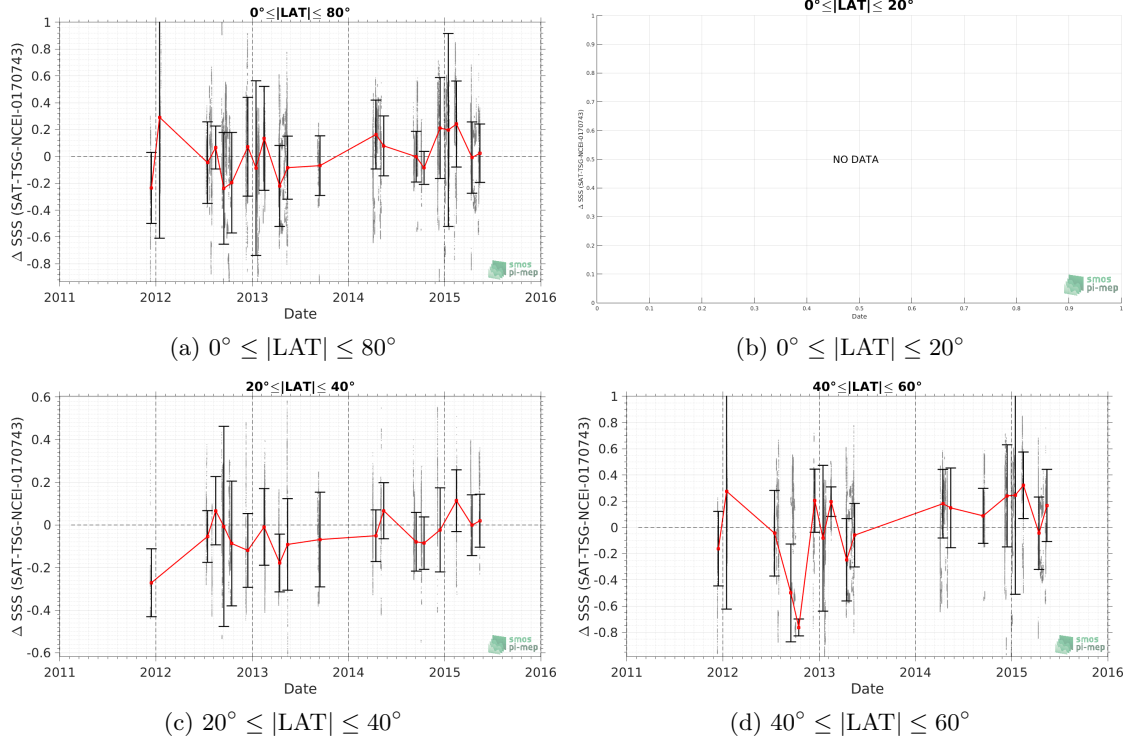 0°≤|LAT|≤ 80°
Δ SSS (SAT-TSG-NCEI-0170743)
1
0.8
0.6
0.4
0.2
0
-0.2
-0.4
-0.6
-0.8
2011 2012 2013 2014 2015 2016
Date
smos
pi-mep
(a) 0° ≤ |LAT| ≤ 80°
0°≤|LAT|≤ 20°
Δ SSS (SAT-TSG-NCEI-0170743)
1
0.9
0.8
0.7
0.6
0.5
0.4
0.3
0.2
0.1
0
NO DATA
0 0.1 0.2 0.3 0.4 0.5 0.6 0.7 0.8 0.9 1
Date
smos
pi-mep
(b) 0° ≤ |LAT| ≤ 20°
20°≤|LAT|≤ 40°
Δ SSS (SAT-TSG-NCEI-0170743)
0.6
0.4
0.2
0
-0.2
-0.4
-0.6
2011 2012 2013 2014 2015 2016
Date
smos
pi-mep
(c) 20° ≤ |LAT| ≤ 40°
40°≤|LAT|≤ 60°
Δ SSS (SAT-TSG-NCEI-0170743)
1
0.8
0.6
0.4
0.2
0
-0.2
-0.4
-0.6
-0.8
2011 2012 2013 2014 2015 2016
Date
smos
pi-mep
(d) 40° ≤ |LAT| ≤ 60°